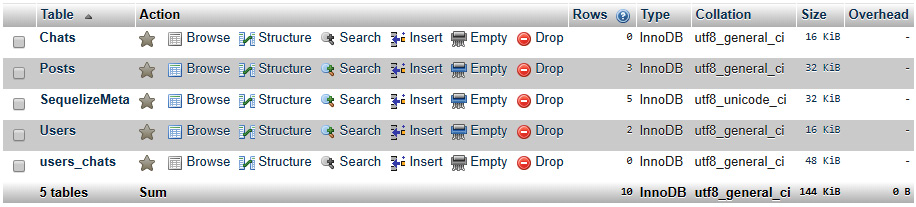 Table Action Rows Type Collation Size Overhead
Chats Browse Structure Search Insert Empty Drop 0 InnoDB utf8_general_ci 16 KiB -
Posts Browse Structure Search Insert Empty Drop 3 InnoDB utf8_general_ci 32 KiB -
SequelizeMeta Browse Structure Search Insert Empty Drop 5 InnoDB utf8_unicode_ci 32 KiB -
Users Browse Structure Search Insert Empty Drop 2 InnoDB utf8_general_ci 16 KiB -
users_chats Browse Structure Search Insert Empty Drop 0 InnoDB utf8_general_ci 48 KiB -
5 tables Sum 10 InnoDB utf8_general_ci 144 KiB 0 B